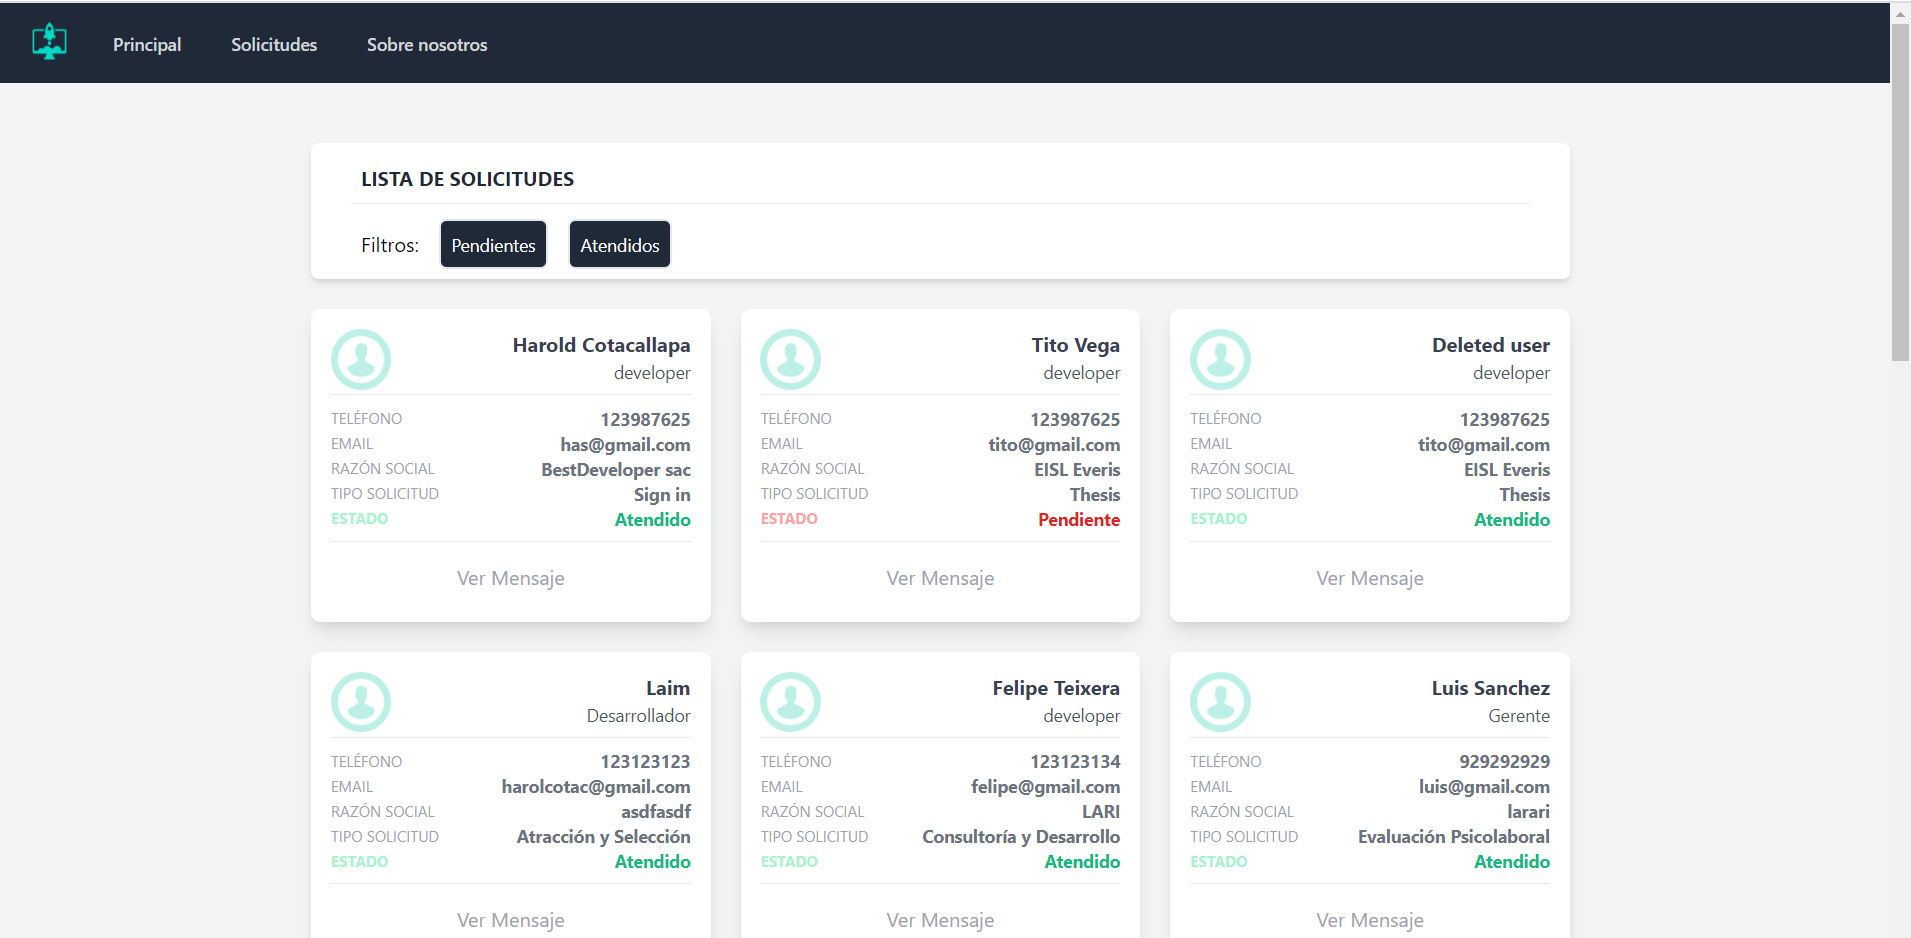 Principal Solicitudes Sobre nosotros
LISTA DE SOLICITUDES
Filtros: Pendientes Atendidos
Harold Cotacallapa
developer
TELÉFONO 123987625
EMAIL has@gmail.com
RAZÓN SOCIAL BestDeveloper sac
TIPO SOLICITUD Sign in
ESTADO Atendido
Ver Mensaje
Tito Vega
developer
TELÉFONO 123987625
EMAIL tito@gmail.com
RAZÓN SOCIAL EISL Everis
TIPO SOLICITUD Thesis
ESTADO Pendiente
Ver Mensaje
Deleted user
developer
TELÉFONO 123987625
EMAIL tito@gmail.com
RAZÓN SOCIAL EISL Everis
TIPO SOLICITUD Thesis
ESTADO Atendido
Ver Mensaje
Laim
Desarrollador
TELÉFONO 123123123
EMAIL harolcotac@gmail.com
RAZÓN SOCIAL asdfasdf
TIPO SOLICITUD Atracción y Selección
ESTADO Atendido
Ver Mensaje
Felipe Teixera
developer
TELÉFONO 123123134
EMAIL felipe@gmail.com
RAZÓN SOCIAL LARI
TIPO SOLICITUD Consultoría y Desarrollo
ESTADO Atendido
Ver Mensaje
Luis Sanchez
Gerente
TELÉFONO 929292929
EMAIL luis@gmail.com
RAZÓN SOCIAL larari
TIPO SOLICITUD Evaluación Psicolaboral
ESTADO Atendido
Ver Mensaje